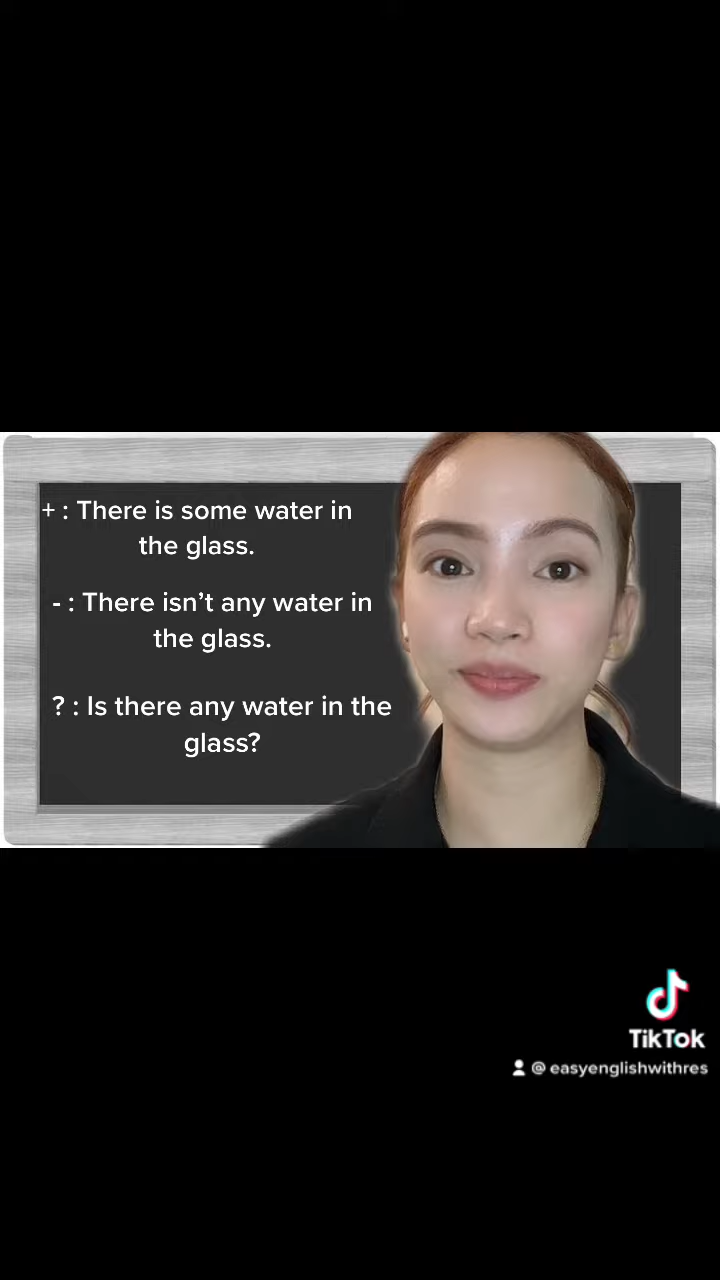 + : There is some water in
the glass.
- : There isn’t any water in
the glass.
? : Is there any water in the
glass?
TikTok
@ easyenglishwithres